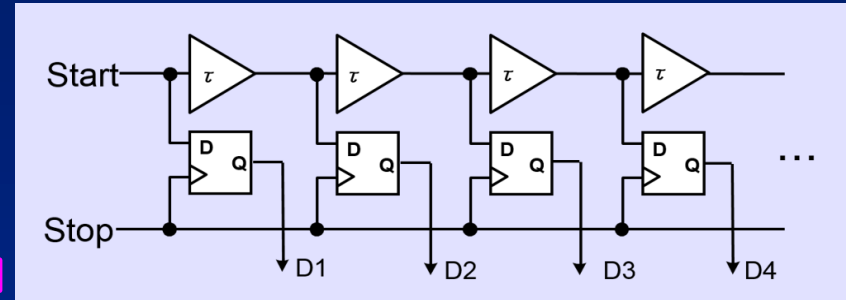 Start
τ τ τ τ
D D D D
Q Q Q Q
...
Stop
D1 D2 D3 D4